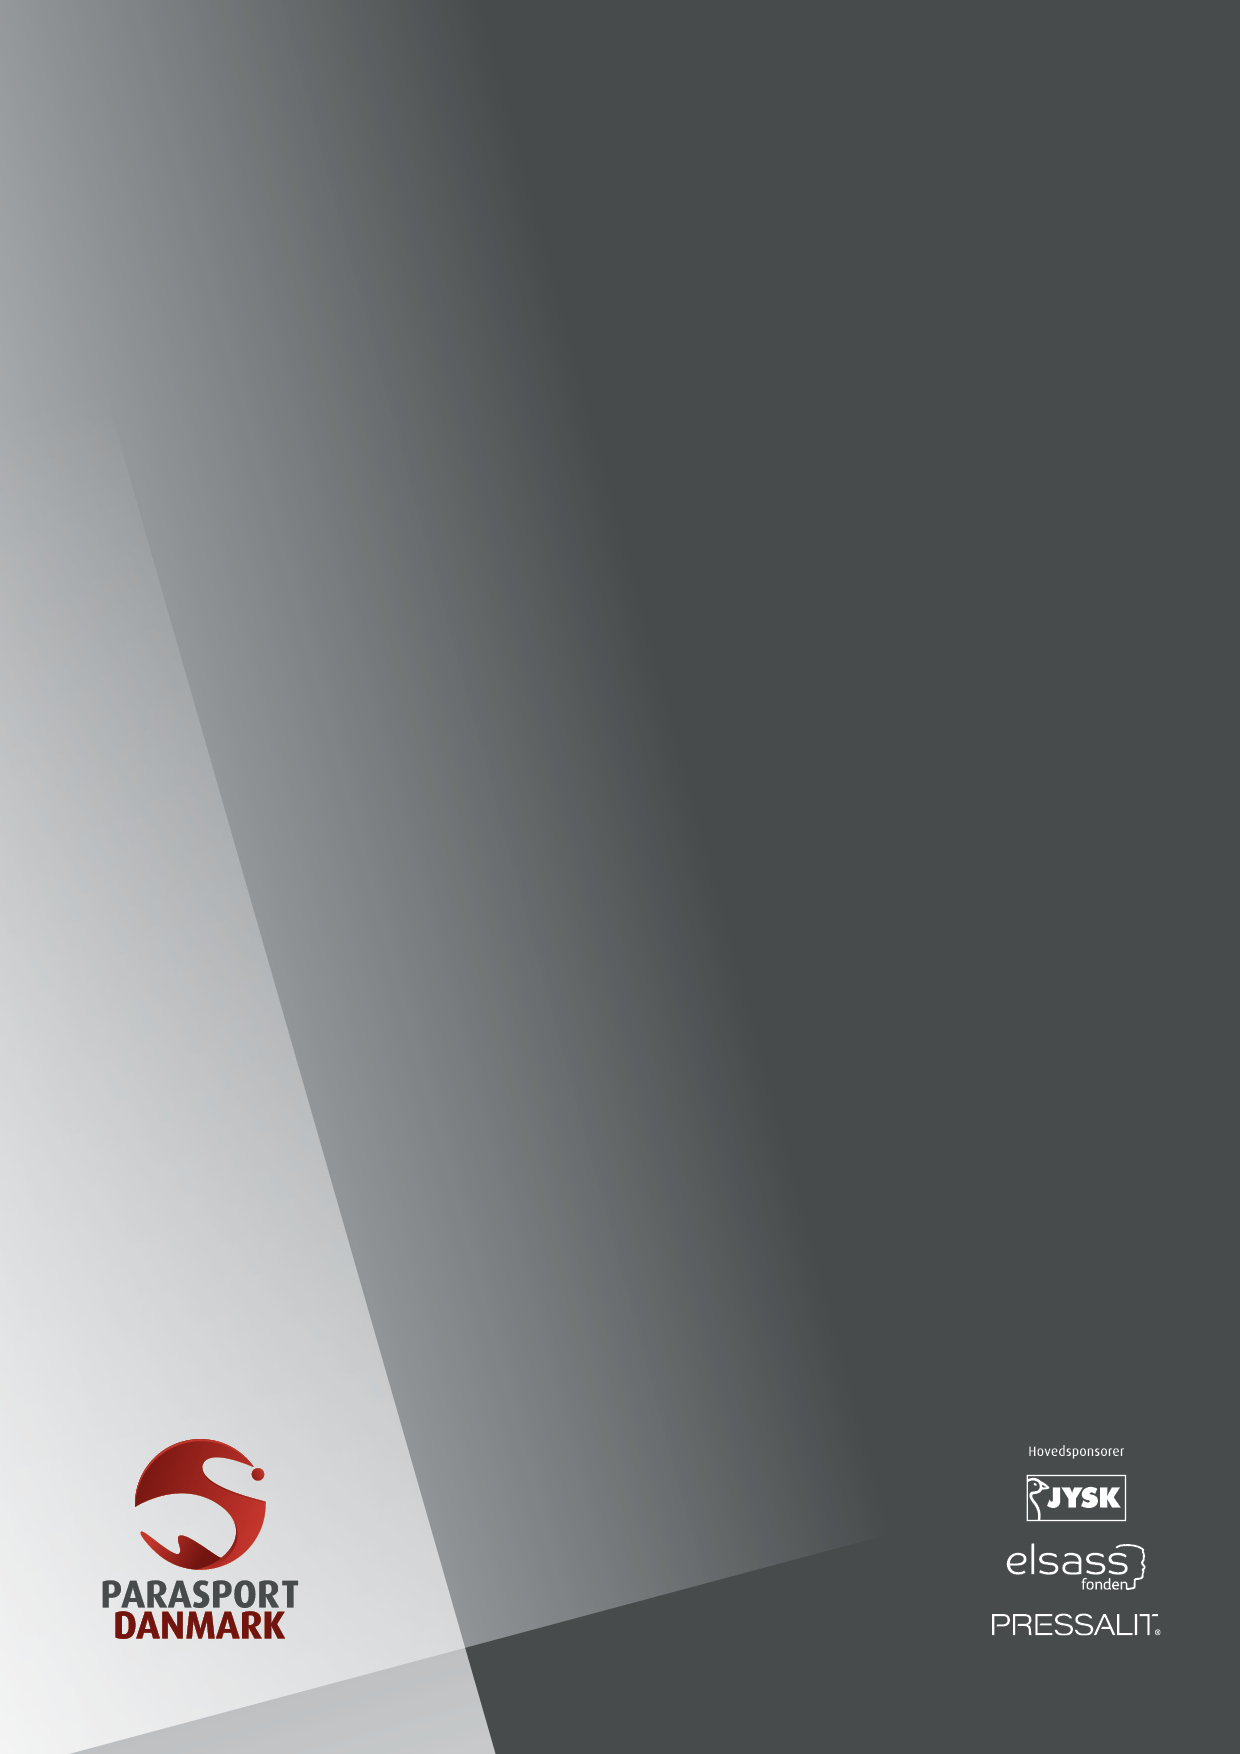 PARASPORT
DANMARK
Hovedsponsorer
JYSK
elsass
fonden
PRESSALIT®